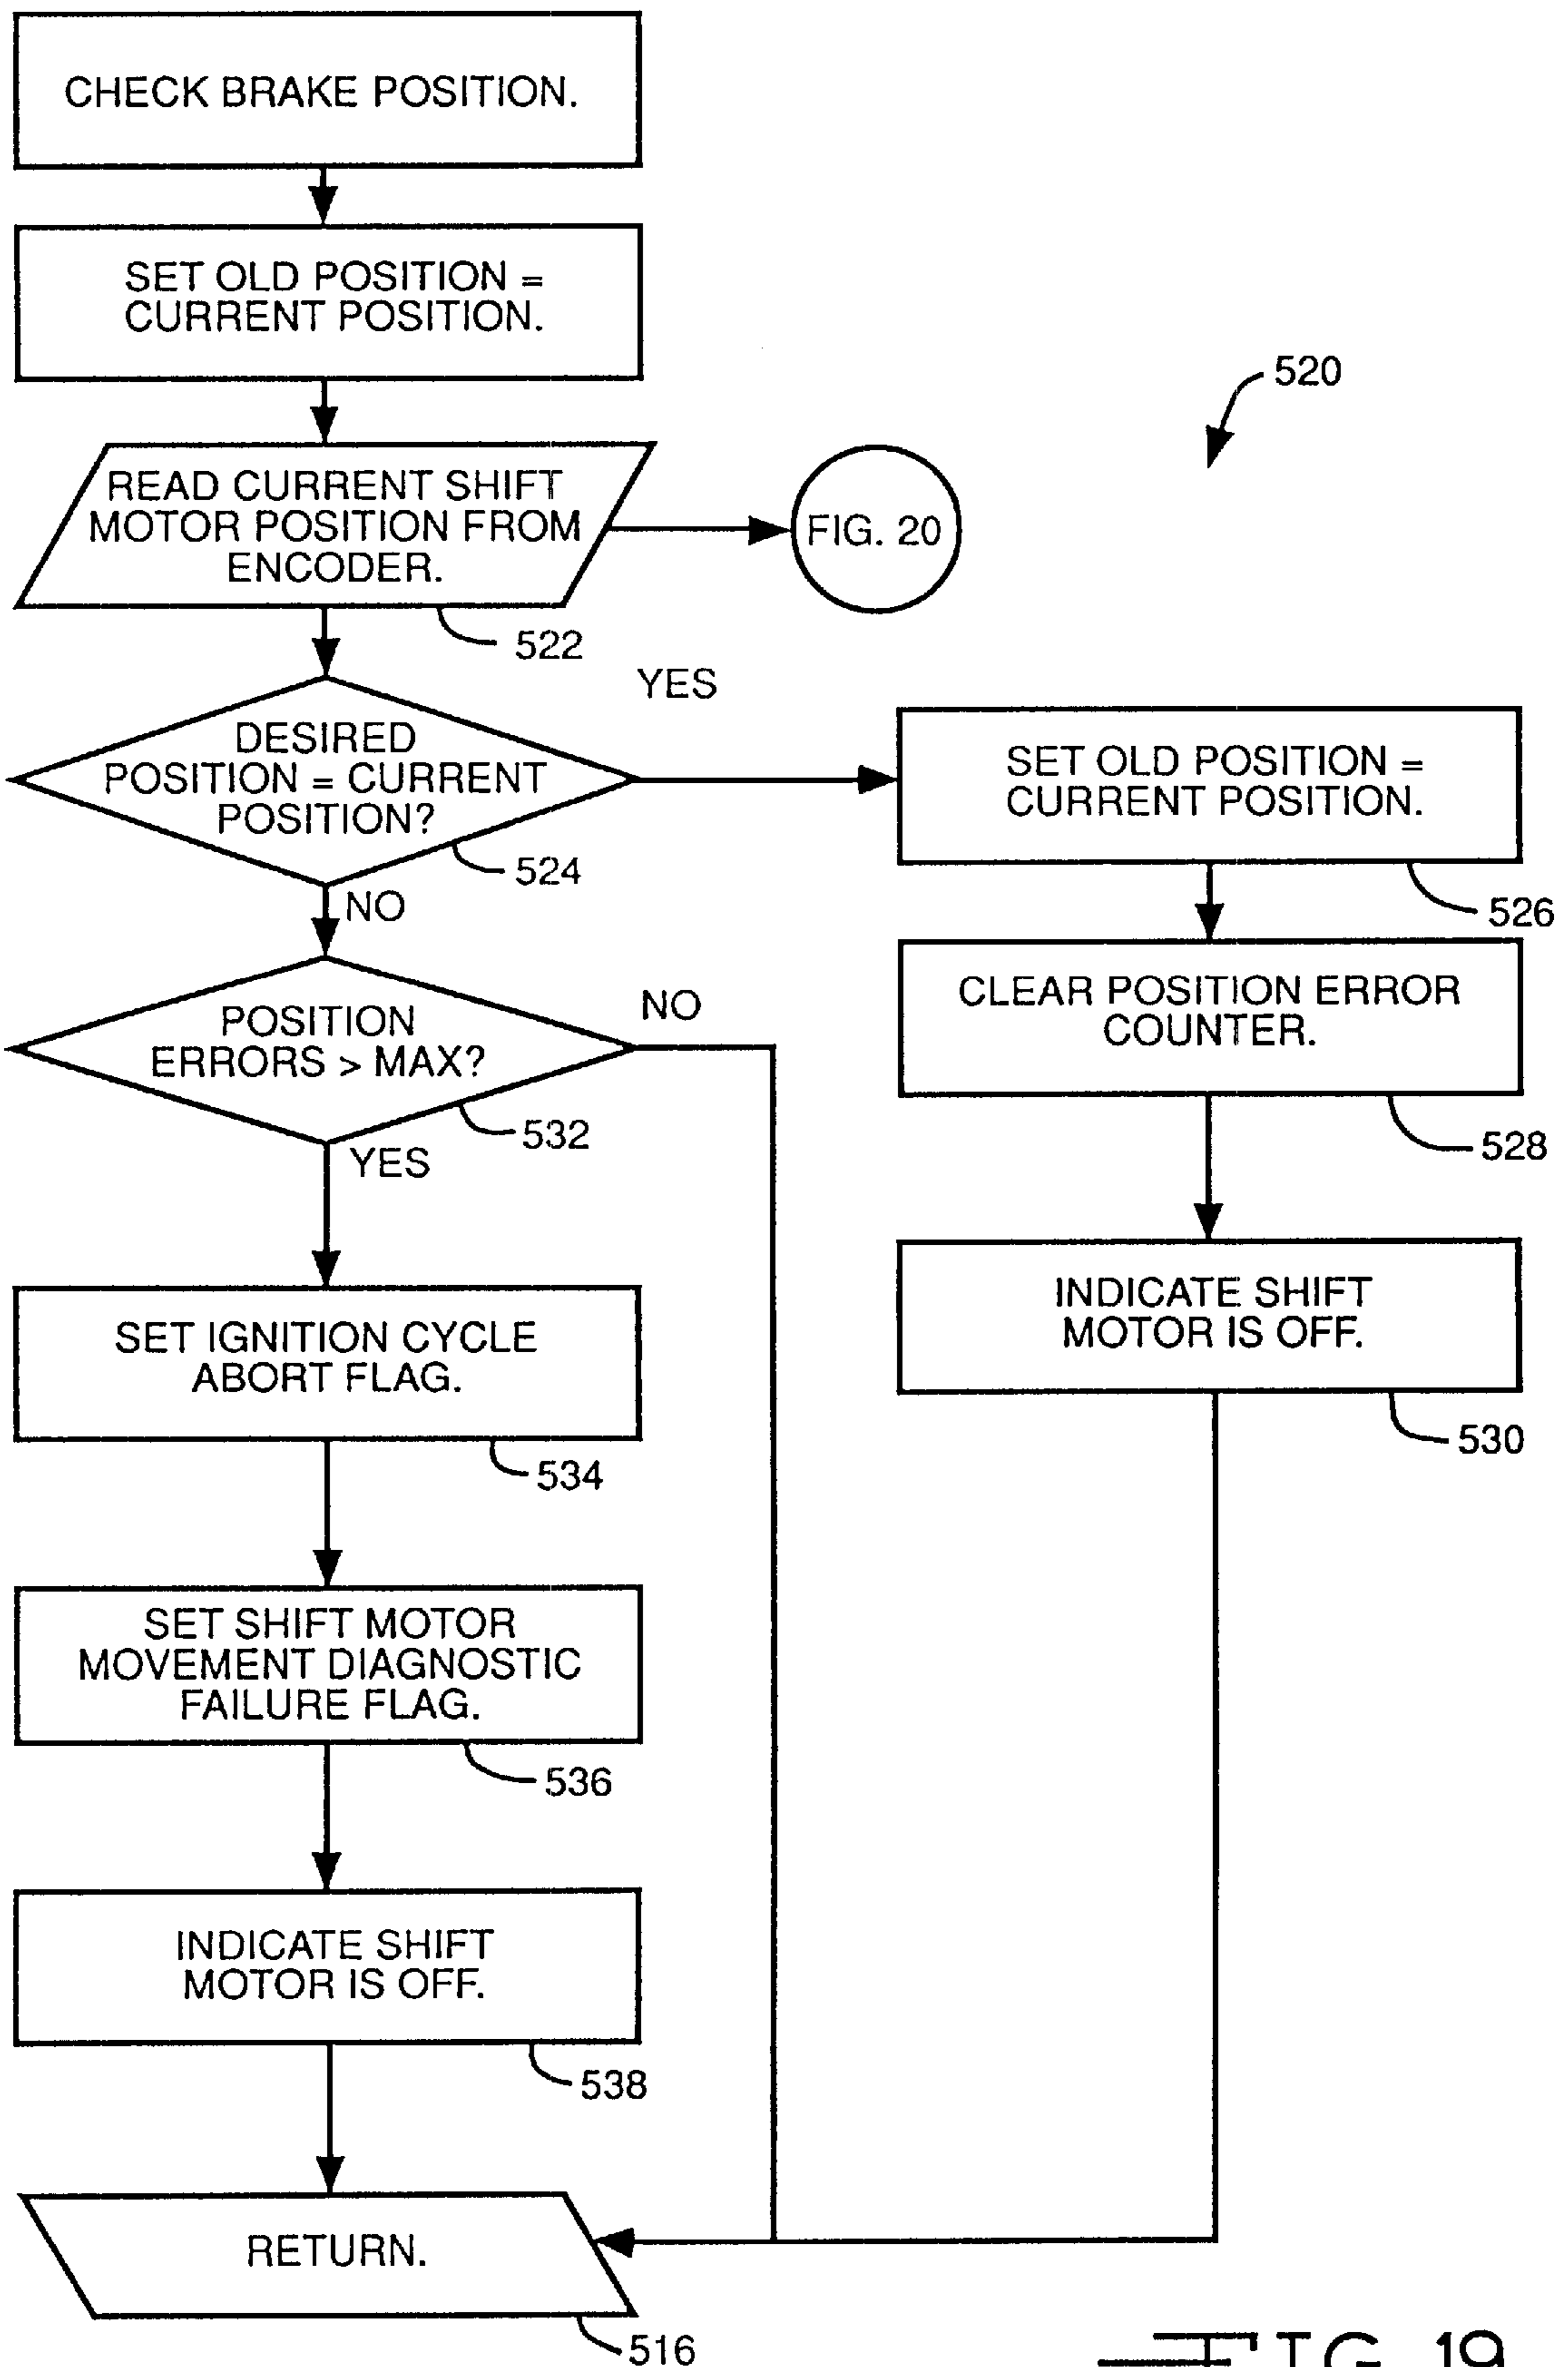 CHECK BRAKE POSITION.
SET OLD POSITION =
CURRENT POSITION.
520
READ CURRENT SHIFT
MOTOR POSITION FROM
ENCODER.
FIG. 20
522
YES
DESIRED
POSITION = CURRENT
POSITION?
524
NO
SET OLD POSITION =
CURRENT POSITION.
526
POSITION
ERRORS > MAX?
NO
532
YES
CLEAR POSITION ERROR
COUNTER.
528
INDICATE SHIFT
MOTOR IS OFF.
530
SET IGNITION CYCLE
ABORT FLAG.
534
SET SHIFT MOTOR
MOVEMENT DIAGNOSTIC
FAILURE FLAG.
536
INDICATE SHIFT
MOTOR IS OFF.
538
RETURN.
516
FIG. 19